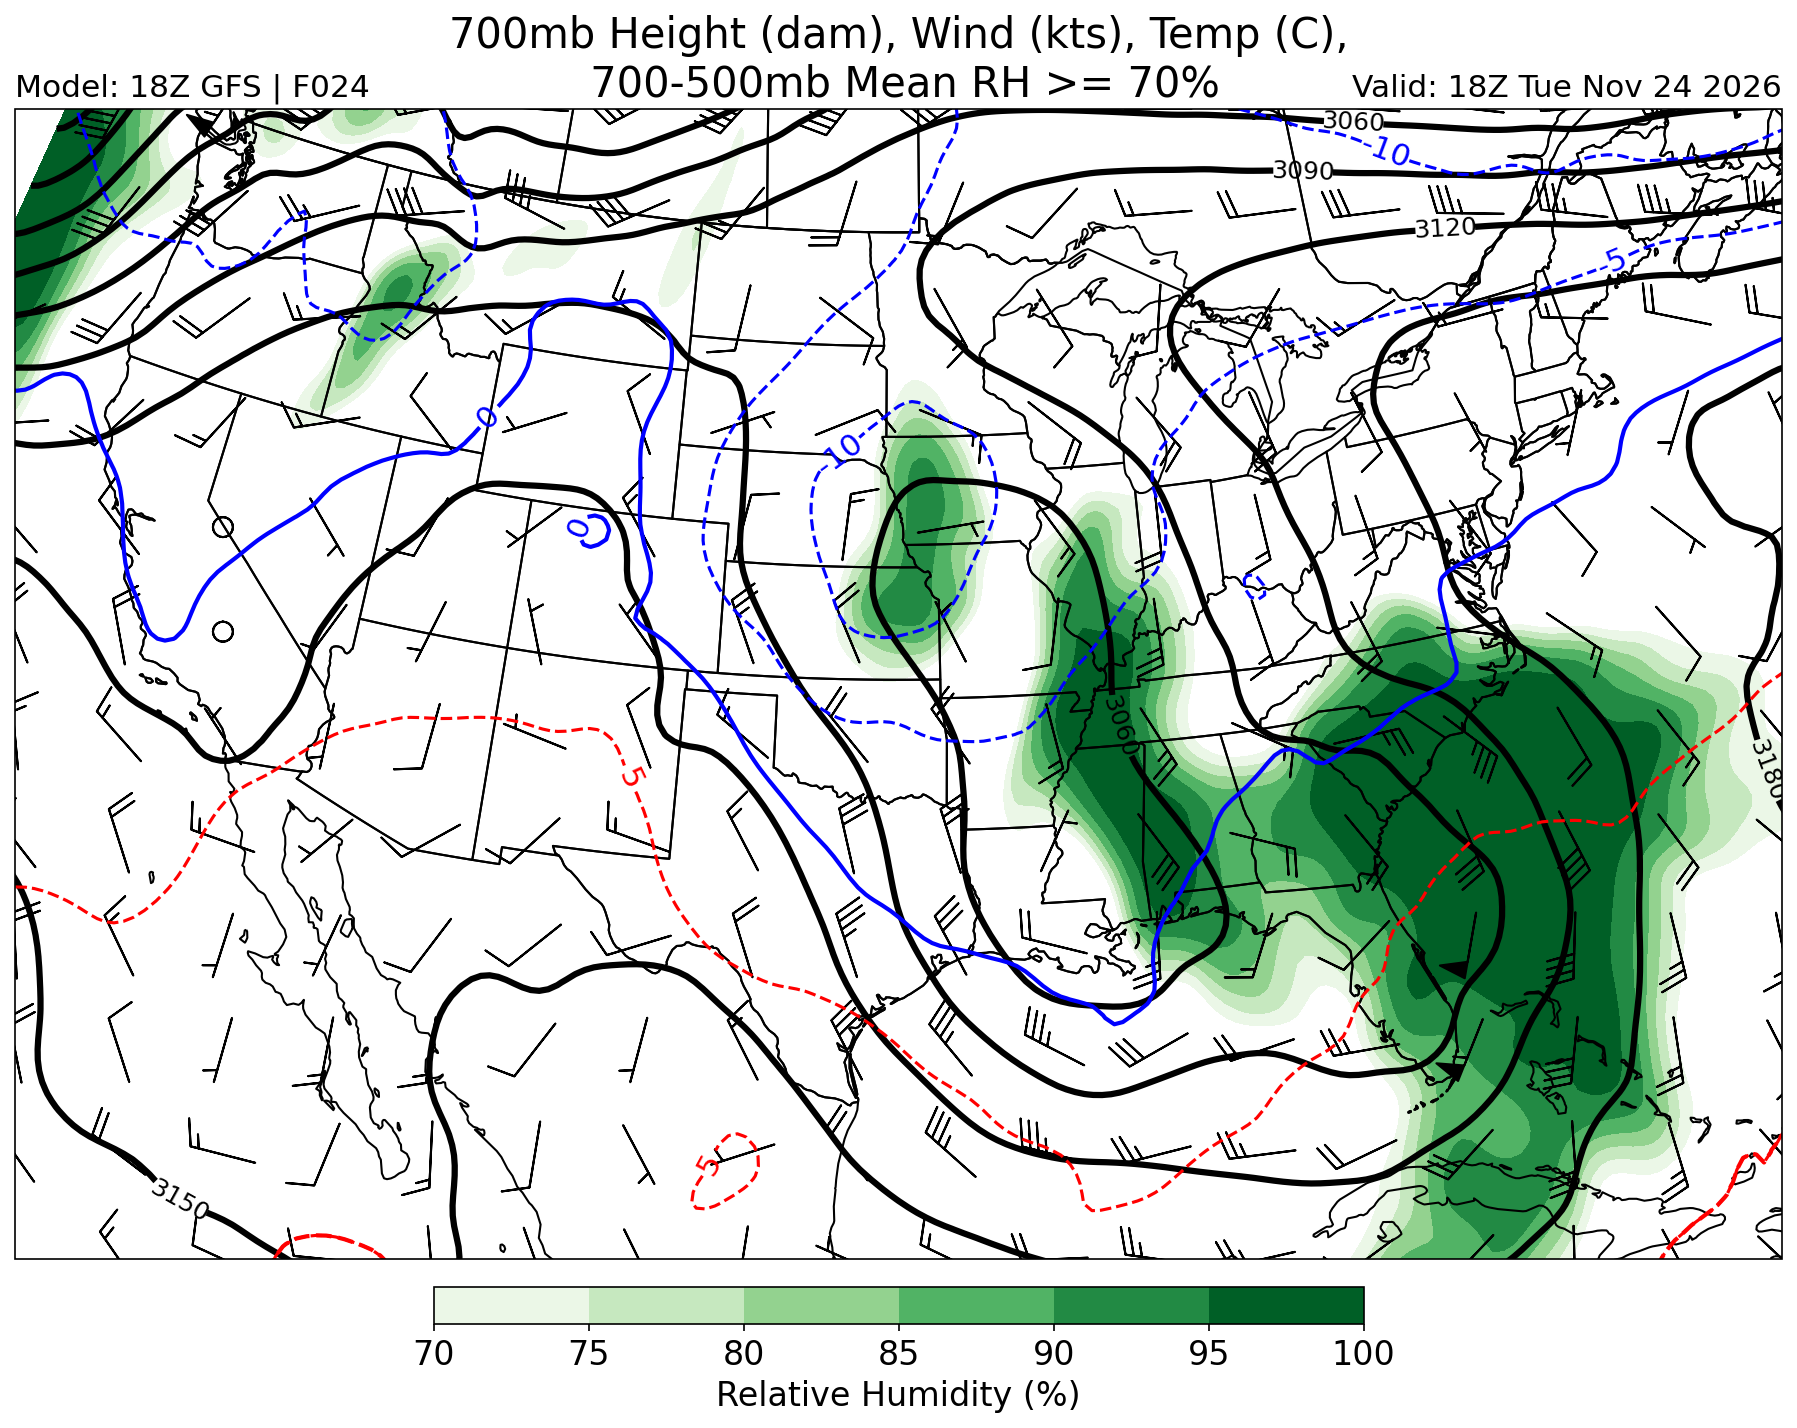 700mb Height (dam), Wind (kts), Temp (C),
700-500mb Mean RH >= 70%
Model: 18Z GFS | F024
Valid: 18Z Tue Nov 24 2026
3060
-10
3090
3120
-5
0
-10
0
3060
5
3180
5
3150
70 75 80 85 90 95 100
Relative Humidity (%)